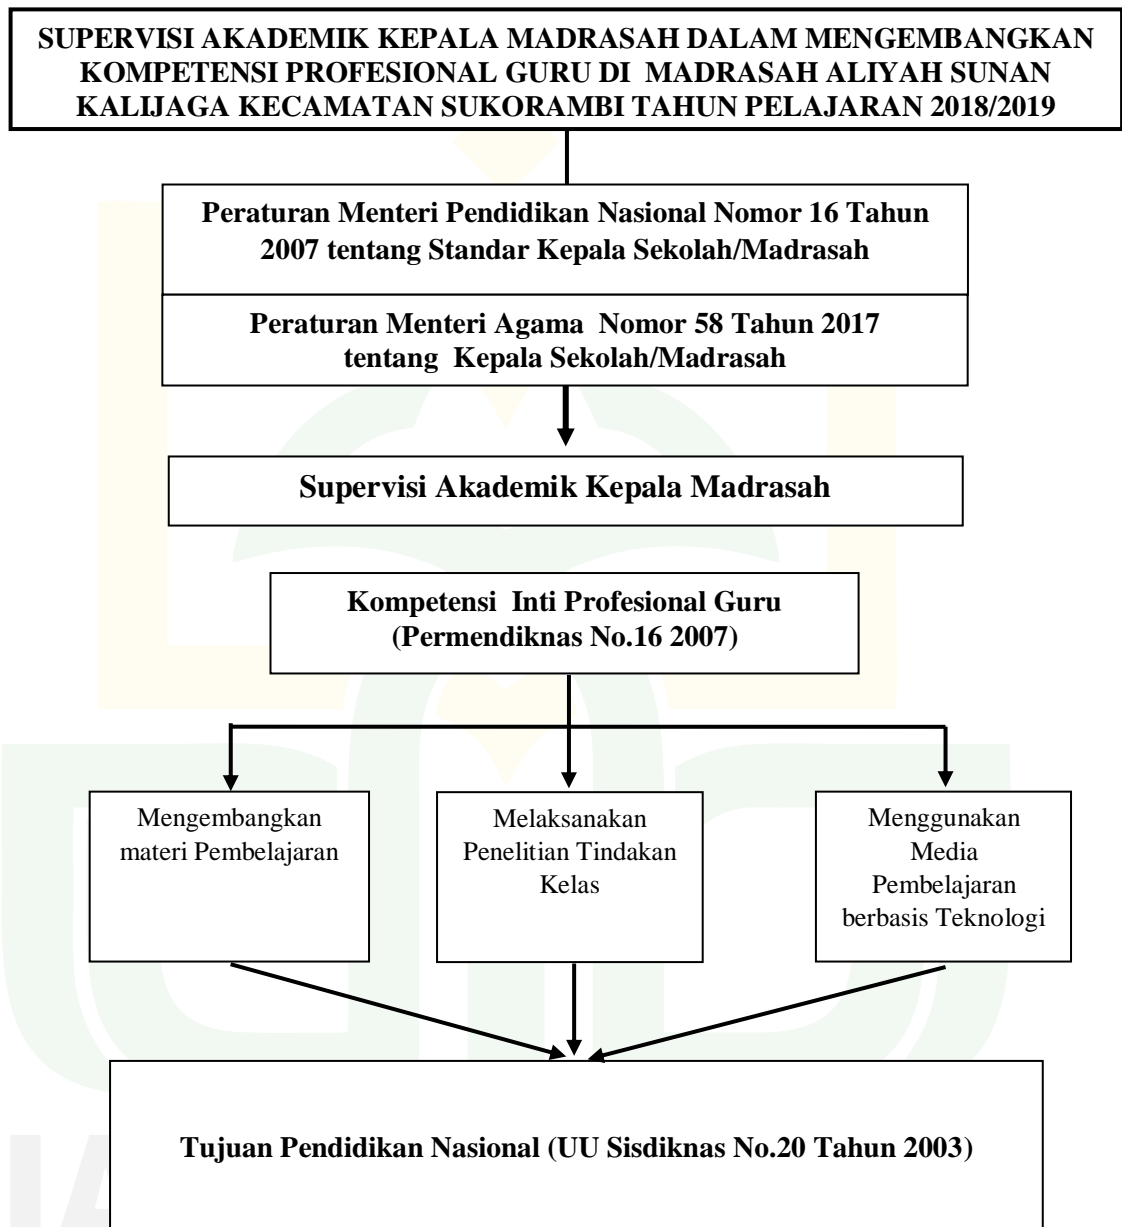 SUPERVISI AKADEMIK KEPALA MADRASAH DALAM MENGEMBANGKAN
KOMPETENSI PROFESIONAL GURU DI MADRASAH ALIYAH SUNAN
KALIJAGA KECAMATAN SUKORAMBI TAHUN PELAJARAN 2018/2019
Peraturan Menteri Pendidikan Nasional Nomor 16 Tahun
2007 tentang Standar Kepala Sekolah/Madrasah
Peraturan Menteri Agama Nomor 58 Tahun 2017
tentang Kepala Sekolah/Madrasah
Supervisi Akademik Kepala Madrasah
Kompetensi Inti Profesional Guru
(Permendiknas No.16 2007)
Mengembangkan
materi Pembelajaran
Melaksanakan
Penelitian Tindakan
Kelas
Menggunakan
Media
Pembelajaran
berbasis Teknologi
Tujuan Pendidikan Nasional (UU Sisdiknas No.20 Tahun 2003)